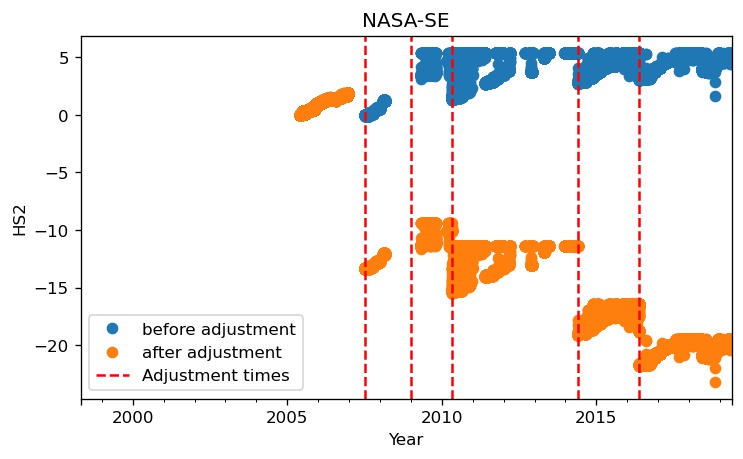 NASA-SE
HS2
5
0
−5
−10
−15
−20
before adjustment
after adjustment
Adjustment times
2000
2005
2010
2015
Year